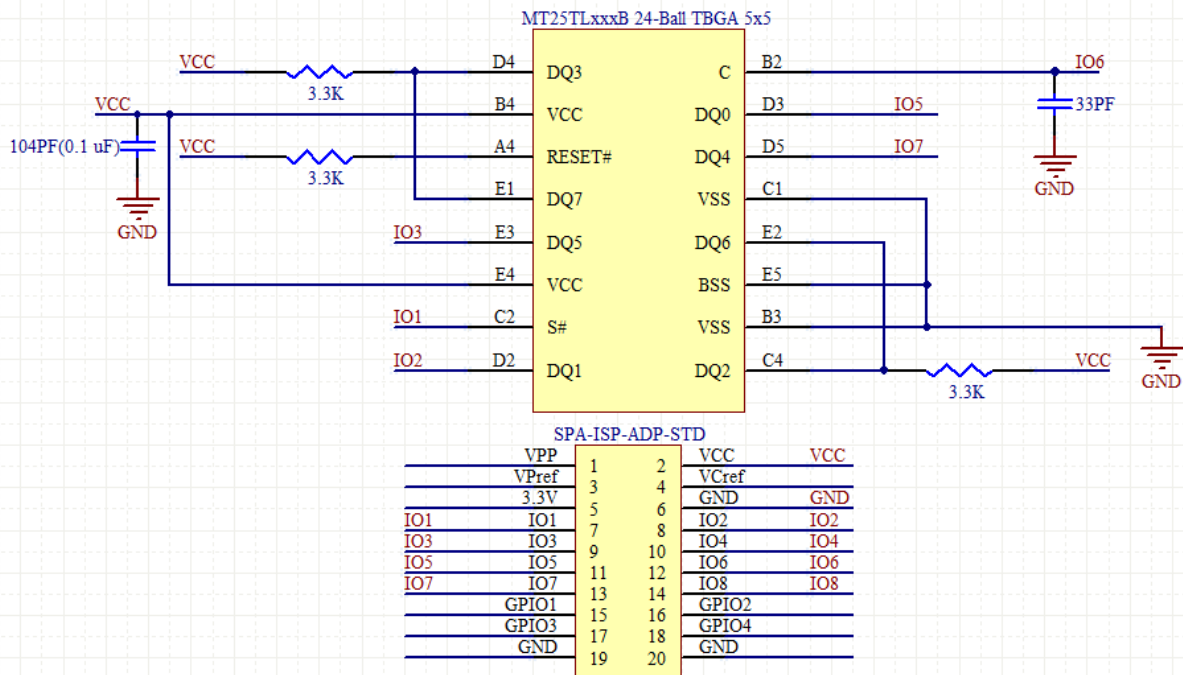 MT25TLxxxB 24-Ball TBGA 5x5
VCC 3.3K D4 DQ3 C B2 IO6
VCC B4 VCC DQ0 D3 IO5 33PF
104PF(0.1 uF) VCC 3.3K A4 RESET# DQ4 D5 IO7
GND E1 DQ7 VSS C1 GND
IO3 E3 DQ5 DQ6 E2
E4 VCC BSS E5
IO1 C2 S# VSS B3
IO2 D2 DQ1 DQ2 C4 3.3K VCC GND
SPA-ISP-ADP-STD
VPP 1 2 VCC VCC
VPref 3 4 VCref
3.3V 5 6 GND GND
IO1 IO1 7 8 IO2 IO2
IO3 IO3 9 10 IO4 IO4
IO5 IO5 11 12 IO6 IO6
IO7 IO7 13 14 IO8 IO8
GPIO1 15 16 GPIO2
GPIO3 17 18 GPIO4
GND 19 20 GND